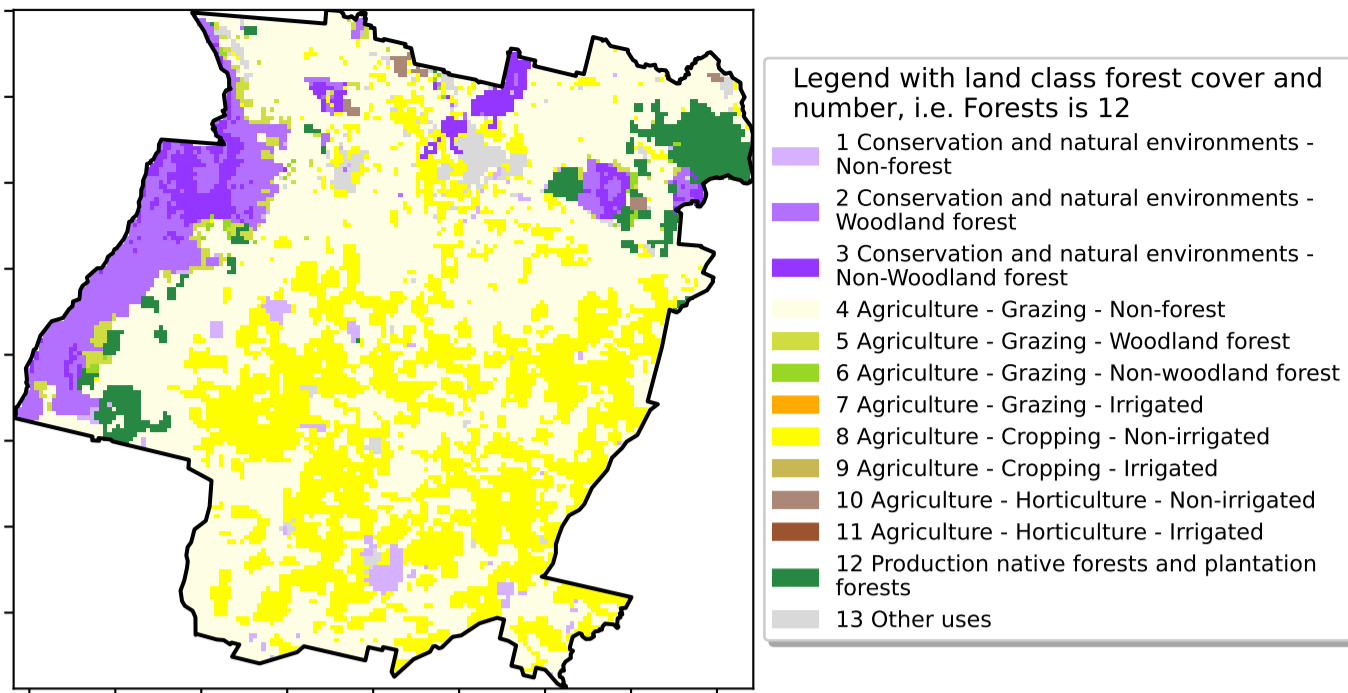 Legend with land class forest cover and
number, i.e. Forests is 12
1 Conservation and natural environments -
Non-forest
2 Conservation and natural environments -
Woodland forest
3 Conservation and natural environments -
Non-Woodland forest
4 Agriculture - Grazing - Non-forest
5 Agriculture - Grazing - Woodland forest
6 Agriculture - Grazing - Non-woodland forest
7 Agriculture - Grazing - Irrigated
8 Agriculture - Cropping - Non-irrigated
9 Agriculture - Cropping - Irrigated
10 Agriculture - Horticulture - Non-irrigated
11 Agriculture - Horticulture - Irrigated
12 Production native forests and plantation
forests
13 Other uses